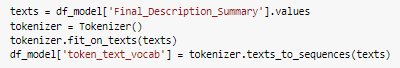 texts = df_model['Final_Description_Summary'].values
tokenizer = Tokenizer()
tokenizer.fit_on_texts(texts)
df_model['token_text_vocab'] = tokenizer.texts_to_sequences(texts)